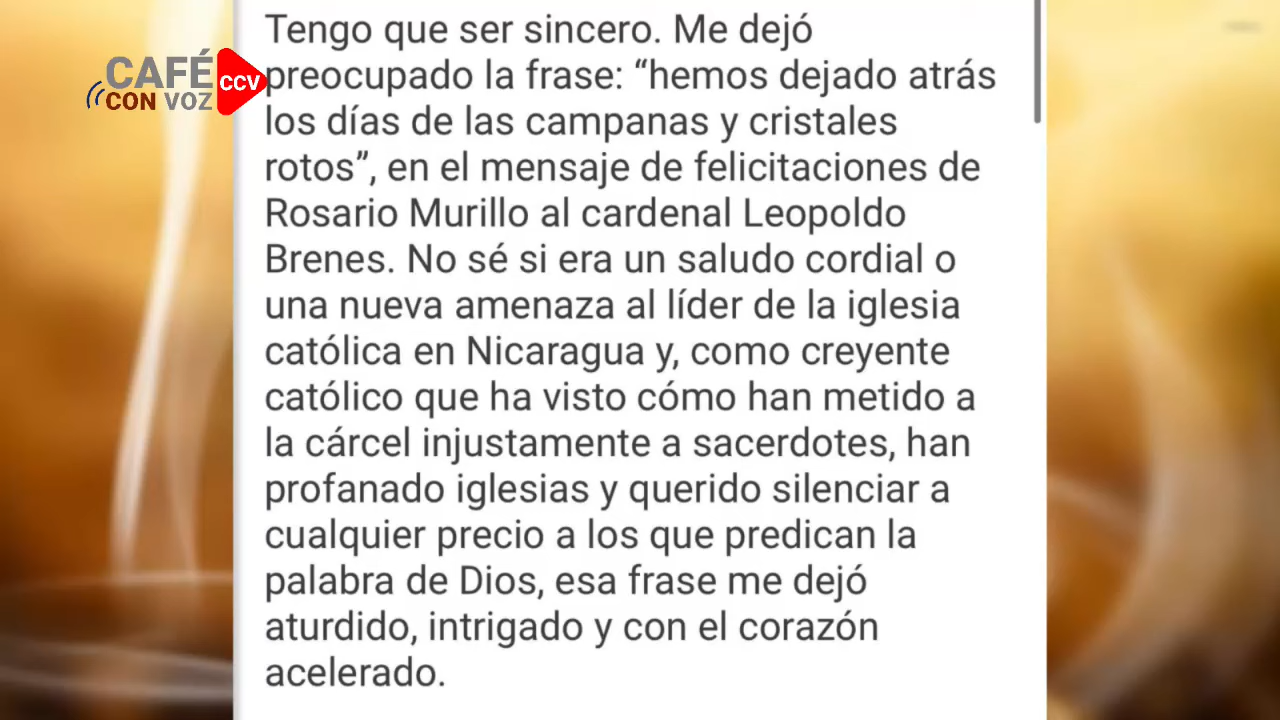 CAFÉ
CON VOZ
CCV
Tengo que ser sincero. Me dejó
preocupado la frase: “hemos dejado atrás
los días de las campanas y cristales
rotos”, en el mensaje de felicitaciones de
Rosario Murillo al cardenal Leopoldo
Brenes. No sé si era un saludo cordial o
una nueva amenaza al líder de la iglesia
católica en Nicaragua y, como creyente
católico que ha visto cómo han metido a
la cárcel injustamente a sacerdotes, han
profanado iglesias y querido silenciar a
cualquier precio a los que predican la
palabra de Dios, esa frase me dejó
aturdido, intrigado y con el corazón
acelerado.